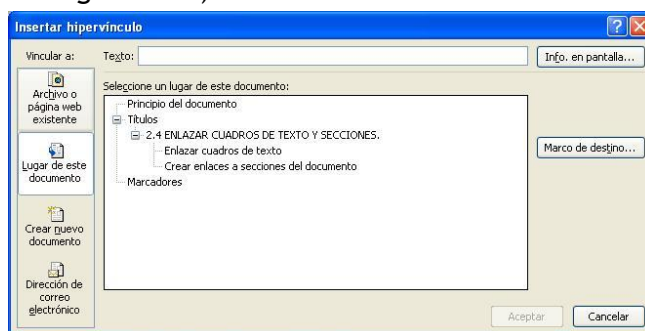 Insertar hipervínculo
Vincular a:
Texto:
Info. en pantalla...
Archivo o
página web
existente
Lugar de este
documento
Crear nuevo
documento
Dirección de
correo
electrónico
Seleccione un lugar de este documento:
Principio del documento
Títulos
2.4 ENLAZAR CUADROS DE TEXTO Y SECCIONES.
Enlazar cuadros de texto
Crear enlaces a secciones del documento
Marcadores
Marco de destino...
Aceptar
Cancelar